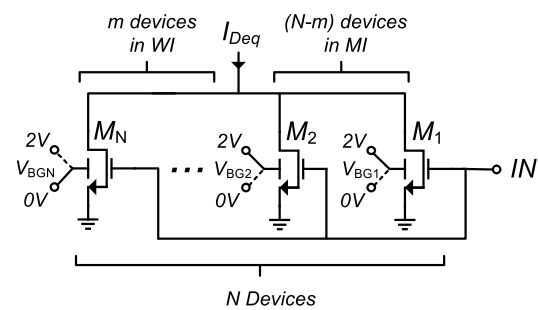 m devices
in WI
I_Deq
(N-m) devices
in MI
M_N
M_2
M_1
2V
V_BGN
0V
2V
V_BG2
0V
2V
V_BG1
0V
IN
N Devices